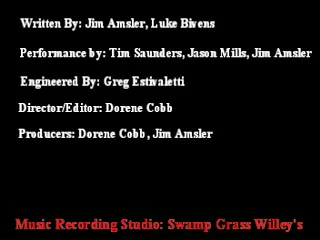 Written By: Jim Amsler, Luke Bivens
Performance by: Tim Saunders, Jason Mills, Jim Amsler
Engineered By: Greg Estivaletti
Director/Editor: Dorene Cobb
Producers: Dorene Cobb, Jim Amsler
Music Recording Studio: Swamp Grass Willey's